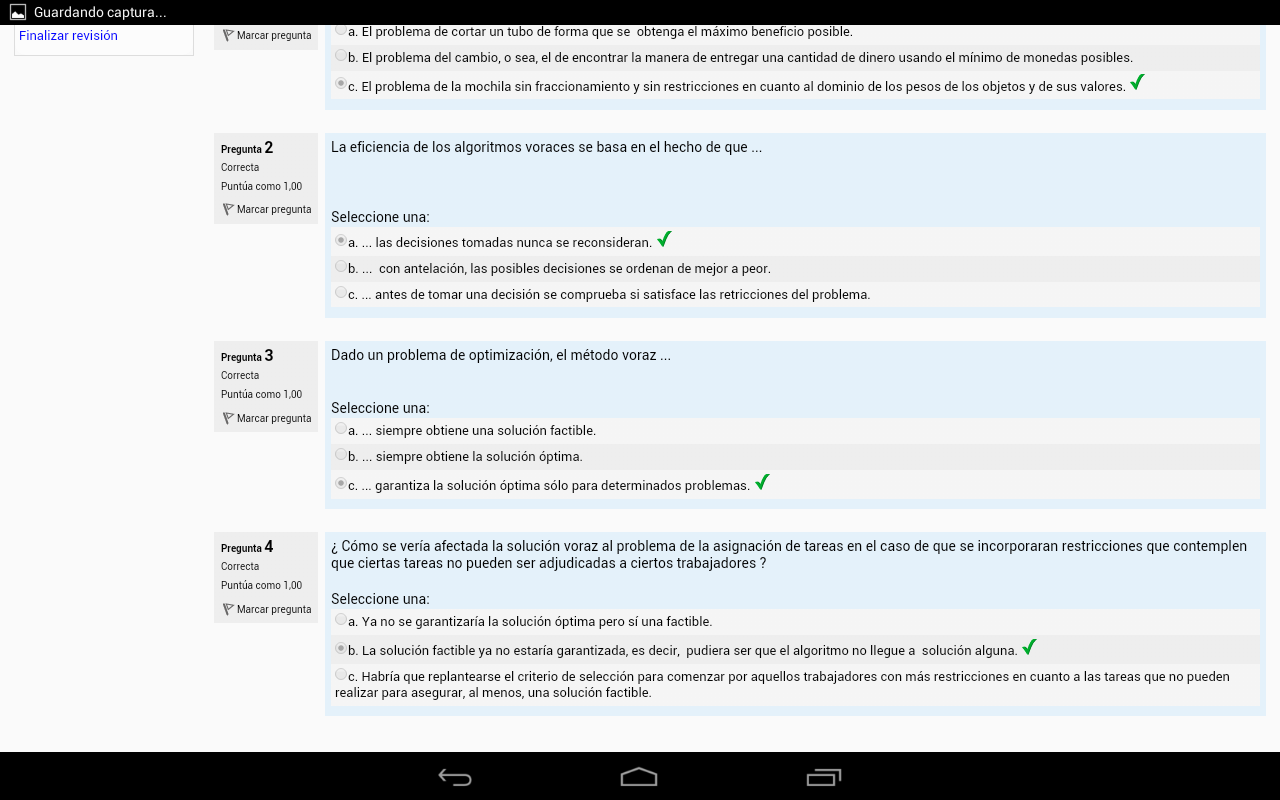 Guardando captura...
Finalizar revisión
Marcar pregunta
a. El problema de cortar un tubo de forma que se obtenga el máximo beneficio posible.
b. El problema del cambio, o sea, el de encontrar la manera de entregar una cantidad de dinero usando el mínimo de monedas posibles.
c. El problema de la mochila sin fraccionamiento y sin restricciones en cuanto al dominio de los pesos de los objetos y de sus valores.
Pregunta 2
Correcta
Puntúa como 1,00
Marcar pregunta
La eficiencia de los algoritmos voraces se basa en el hecho de que ...
Seleccione una:
a. ... las decisiones tomadas nunca se reconsideran.
b. ... con antelación, las posibles decisiones se ordenan de mejor a peor.
c. ... antes de tomar una decisión se comprueba si satisface las retricciones del problema.
Pregunta 3
Correcta
Puntúa como 1,00
Marcar pregunta
Dado un problema de optimización, el método voraz ...
Seleccione una:
a. ... siempre obtiene una solución factible.
b. ... siempre obtiene la solución óptima.
c. ... garantiza la solución óptima sólo para determinados problemas.
Pregunta 4
Correcta
Puntúa como 1,00
Marcar pregunta
¿ Cómo se vería afectada la solución voraz al problema de la asignación de tareas en el caso de que se incorporaran restricciones que contemplen
que ciertas tareas no pueden ser adjudicadas a ciertos trabajadores ?
Seleccione una:
a. Ya no se garantizaría la solución óptima pero sí una factible.
b. La solución factible ya no estaría garantizada, es decir, pudiera ser que el algoritmo no llegue a solución alguna.
c. Habría que replantearse el criterio de selección para comenzar por aquellos trabajadores con más restricciones en cuanto a las tareas que no pueden
realizar para asegurar, al menos, una solución factible.